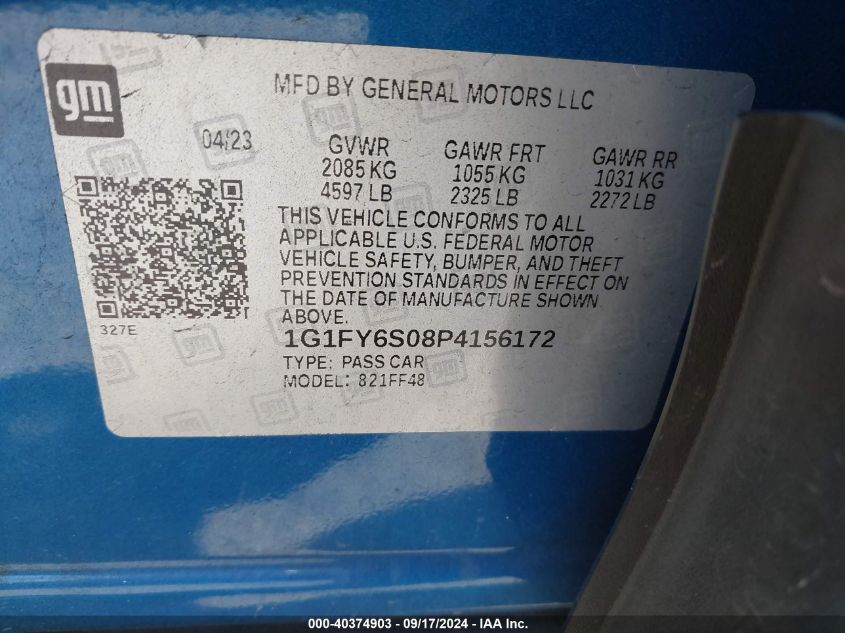 gm
MFD BY GENERAL MOTORS LLC
04/23
GVWR
2085 KG
4597 LB
GAWR FRT
1055 KG
2325 LB
GAWR RR
1031 KG
2272 LB
THIS VEHICLE CONFORMS TO ALL
APPLICABLE U.S. FEDERAL MOTOR
VEHICLE SAFETY, BUMPER, AND THEFT
PREVENTION STANDARDS IN EFFECT ON
THE DATE OF MANUFACTURE SHOWN
ABOVE.
327E
1G1FY6S08P4156172
TYPE: PASS CAR
MODEL: 821FF48
000-40374903 - 09/17/2024 - IAA Inc.